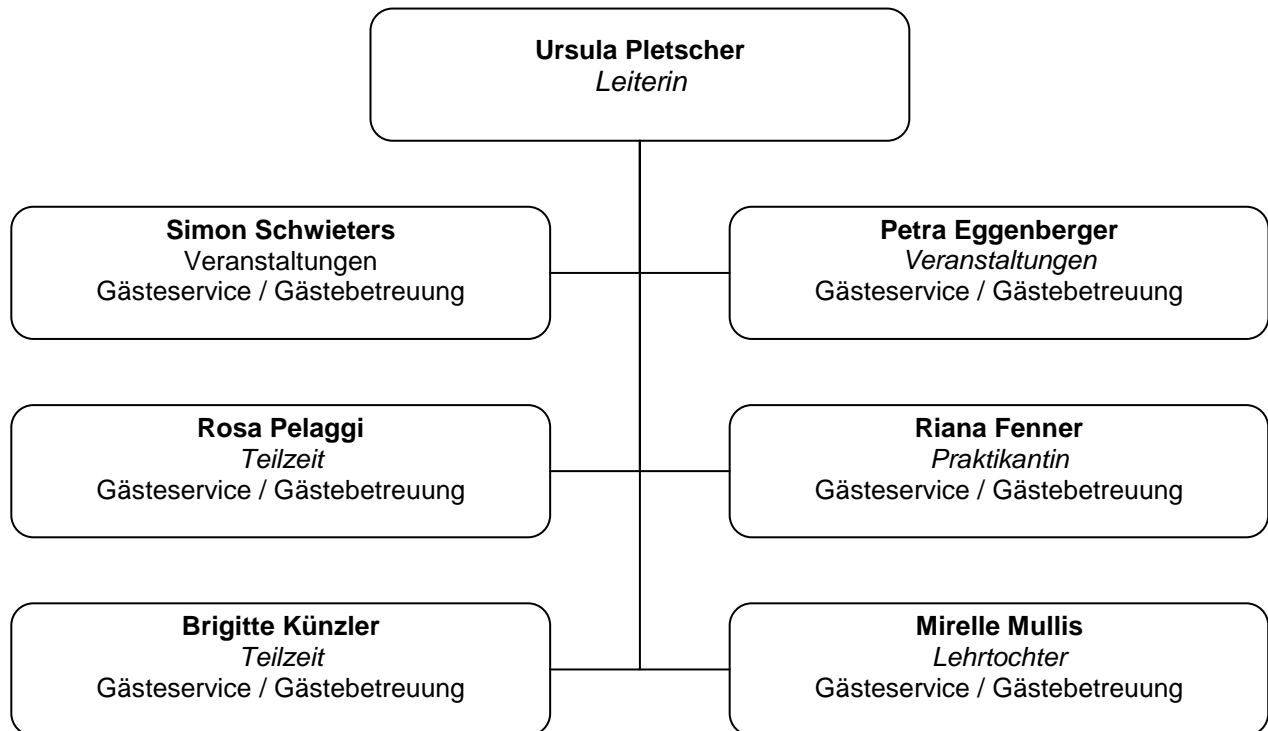 Ursula Pletscher
Leiterin
Simon Schwieters
Veranstaltungen
Gästeservice / Gästebetreuung
Petra Eggenberger
Veranstaltungen
Gästeservice / Gästebetreuung
Rosa Pelaggi
Teilzeit
Gästeservice / Gästebetreuung
Riana Fenner
Praktikantin
Gästeservice / Gästebetreuung
Brigitte Künzler
Teilzeit
Gästeservice / Gästebetreuung
Mirelle Mullis
Lehrtochter
Gästeservice / Gästebetreuung